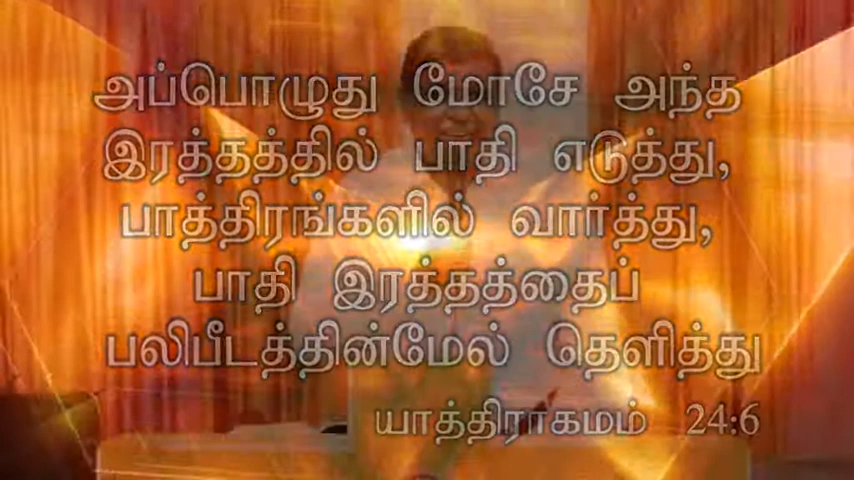 அப்பொழுது மோசே அந்த
இரத்தத்தில் பாதி எடுத்து,
பாத்திரங்களில் வார்த்து,
பாதி இரத்தத்தைப்
பலிபீடத்தின்மேல் தெளித்து
யாத்திராகமம் 24:6